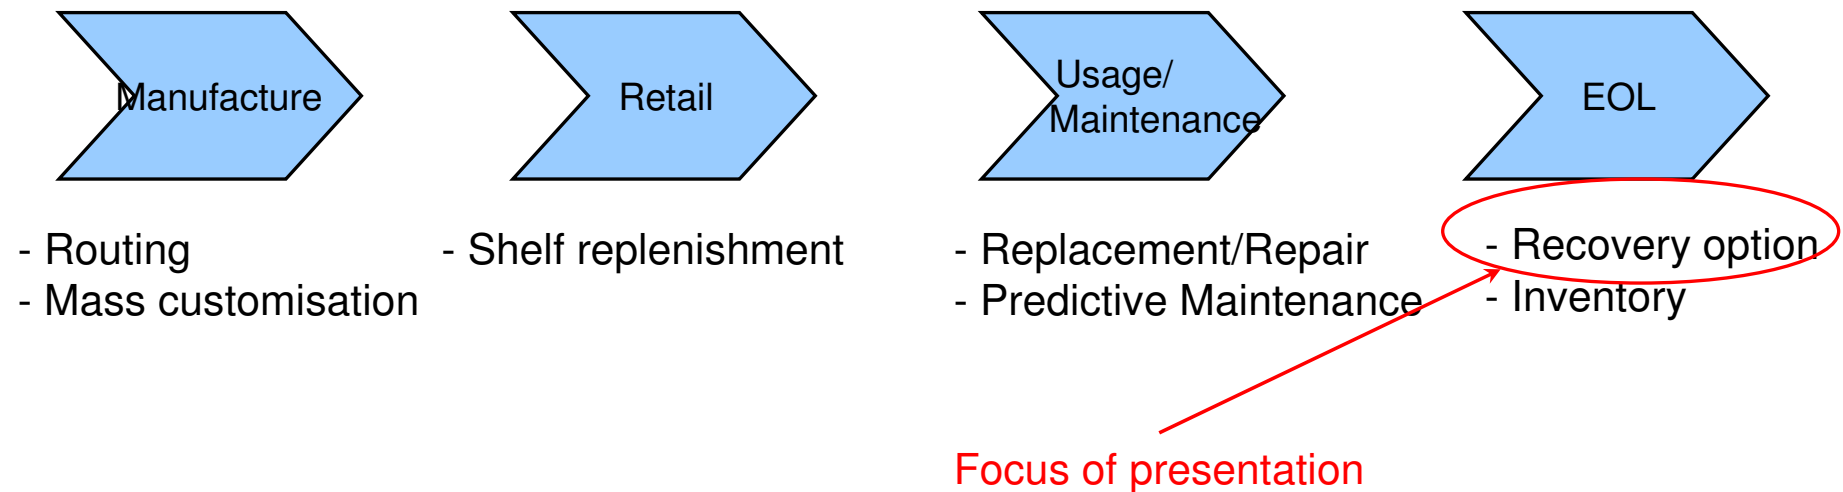 Manufacture
Retail
Usage/
Maintenance
EOL
- Routing
- Mass customisation
- Shelf replenishment
- Replacement/Repair
- Predictive Maintenance
- Recovery option
- Inventory
Focus of presentation